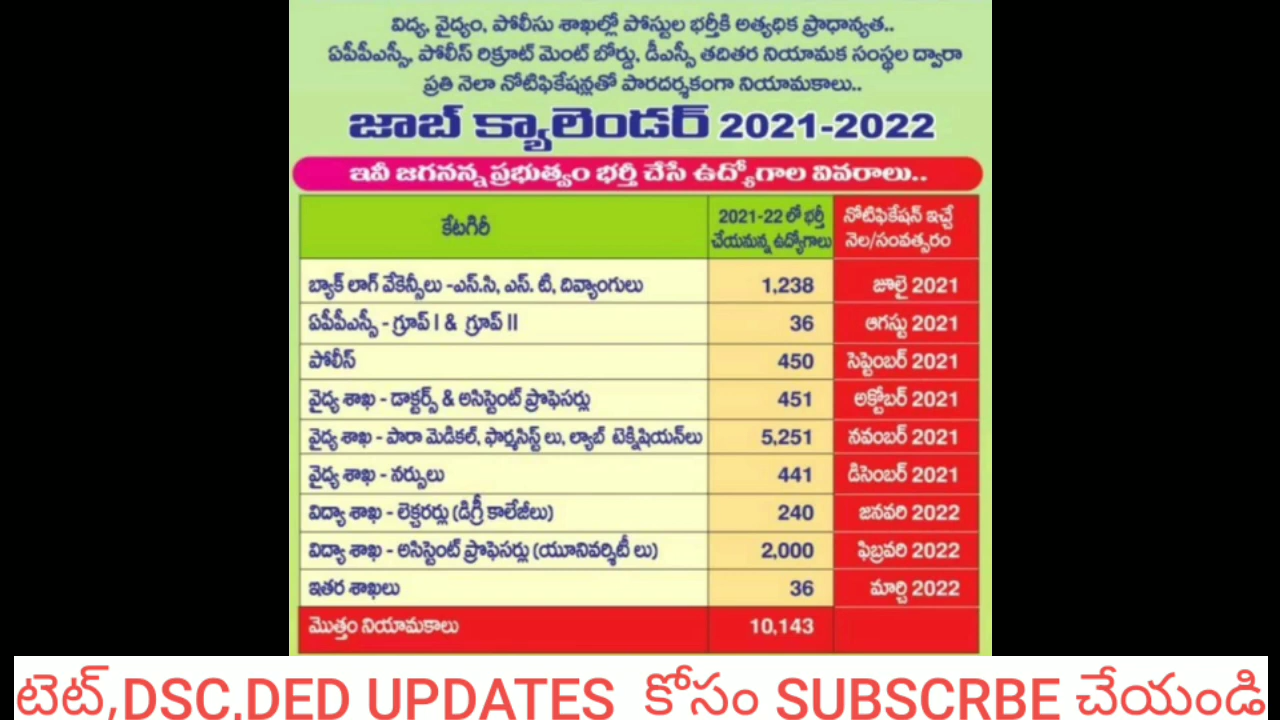 విద్య, వైద్యం, పోలీసు శాఖల్లో పోస్టుల భర్తీకి అత్యధిక ప్రాధాన్యత..
ఏపీపీఎస్సీ, పోలీస్ రిక్రూట్ మెంట్ బోర్డు, డీఎస్సీ తదితర నియామక సంస్థల ద్వారా
ప్రతి నెలా నోటిఫికేషన్లతో పారదర్శకంగా నియామకాలు..
జాబ్ క్యాలెండర్ 2021-2022
ఇవీ జగనన్న ప్రభుత్వం భర్తీ చేసే ఉద్యోగాల వివరాలు..
కేటగిరీ 2021-22 లో భర్తీ చేయనున్న ఉద్యోగాలు నోటిఫికేషన్ ఇచ్చే నెల/సంవత్సరం
బ్యాక్ లాగ్ వేకెన్సీలు -ఎస్.సి, ఎస్. టి, దివ్యాంగులు 1,238 జూలై 2021
ఏపీపీఎస్సీ - గ్రూప్ I & గ్రూప్ II 36 ఆగస్టు 2021
పోలీస్ 450 సెప్టెంబర్ 2021
వైద్య శాఖ - డాక్టర్స్ & అసిస్టెంట్ ప్రొఫెసర్లు 451 అక్టోబర్ 2021
వైద్య శాఖ - పారా మెడికల్, ఫార్మసిస్ట్ లు, ల్యాబ్ టెక్నిషియన్‌లు 5,251 నవంబర్ 2021
వైద్య శాఖ - నర్సులు 441 డిసెంబర్ 2021
విద్యా శాఖ - లెక్చరర్లు (డిగ్రీ కాలేజీలు) 240 జనవరి 2022
విద్యా శాఖ - అసిస్టెంట్ ప్రొఫెసర్లు (యూనివర్శిటీ లు) 2,000 ఫిబ్రవరి 2022
ఇతర శాఖలు 36 మార్చి 2022
మొత్తం నియామకాలు 10,143
టెట్,DSC,DED UPDATES కోసం SUBSCRBE చేయండి